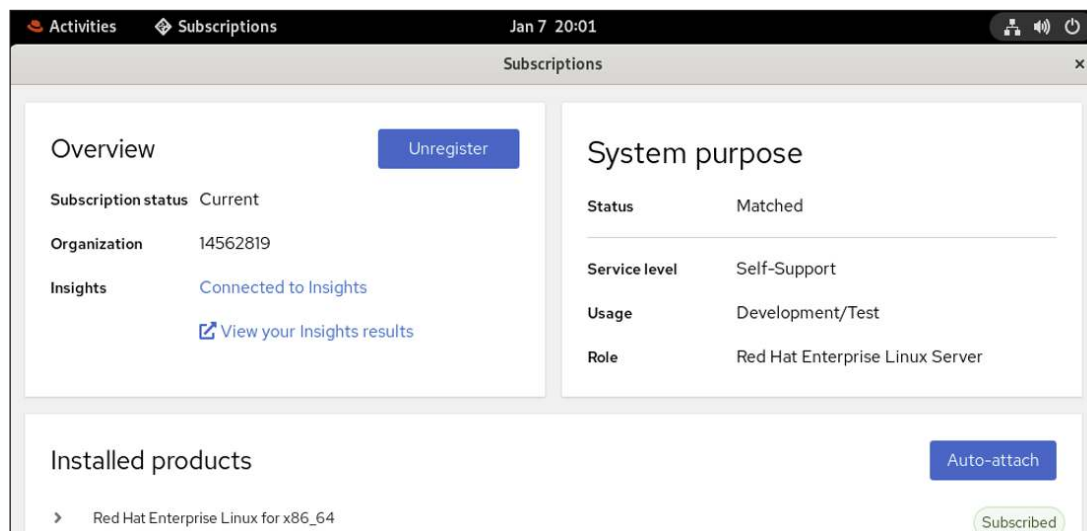 Activities Subscriptions Jan 7 20:01
Subscriptions ×
Overview
Unregister
Subscription status Current
Organization 14562819
Insights Connected to Insights
View your Insights results
System purpose
Status Matched
Service level Self-Support
Usage Development/Test
Role Red Hat Enterprise Linux Server
Installed products
Auto-attach
Red Hat Enterprise Linux for x86_64 Subscribed